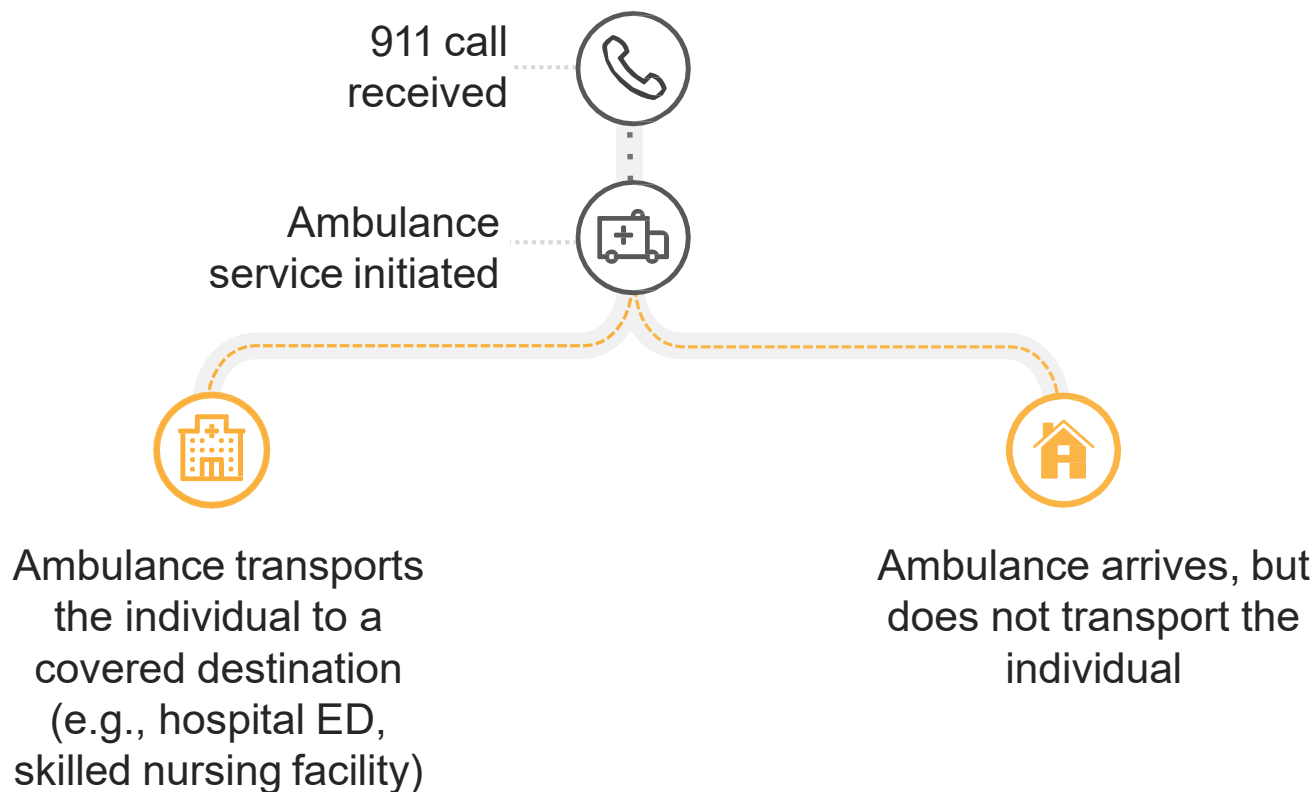 911 call
received
Ambulance
service initiated
Ambulance transports
the individual to a
covered destination
(e.g., hospital ED,
skilled nursing facility)
Ambulance arrives, but
does not transport the
individual